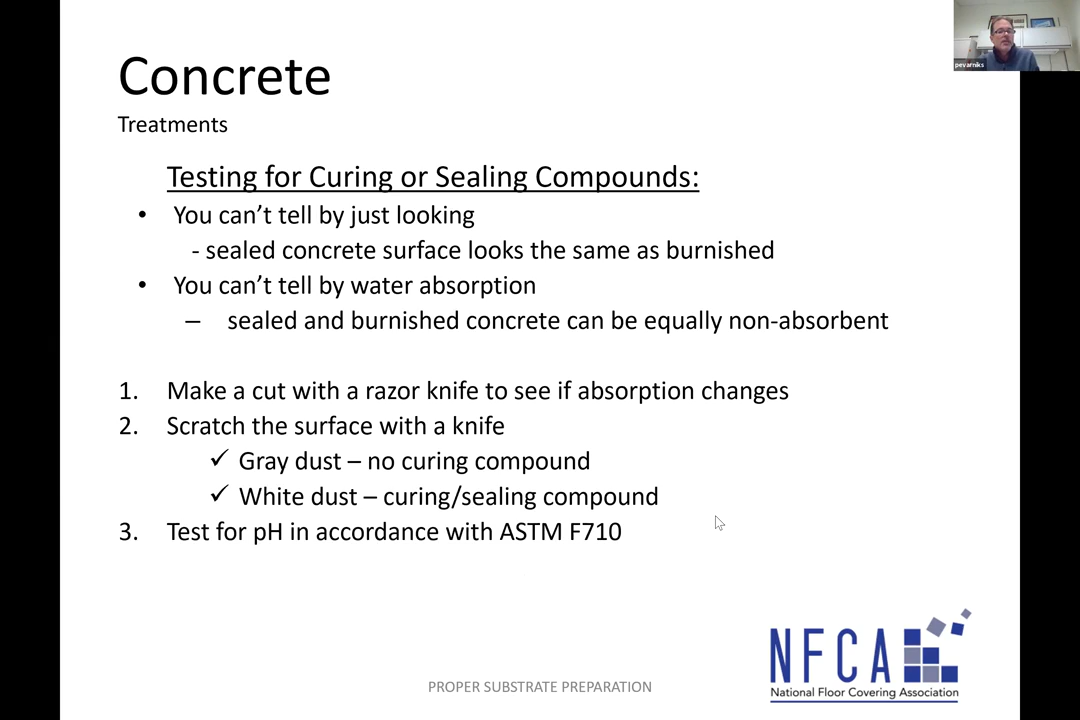 Concrete
Treatments
Testing for Curing or Sealing Compounds:
• You can’t tell by just looking
- sealed concrete surface looks the same as burnished
• You can’t tell by water absorption
– sealed and burnished concrete can be equally non-absorbent
1. Make a cut with a razor knife to see if absorption changes
2. Scratch the surface with a knife
✓ Gray dust – no curing compound
✓ White dust – curing/sealing compound
3. Test for pH in accordance with ASTM F710
PROPER SUBSTRATE PREPARATION
NFCA
National Floor Covering Association
pevarniks